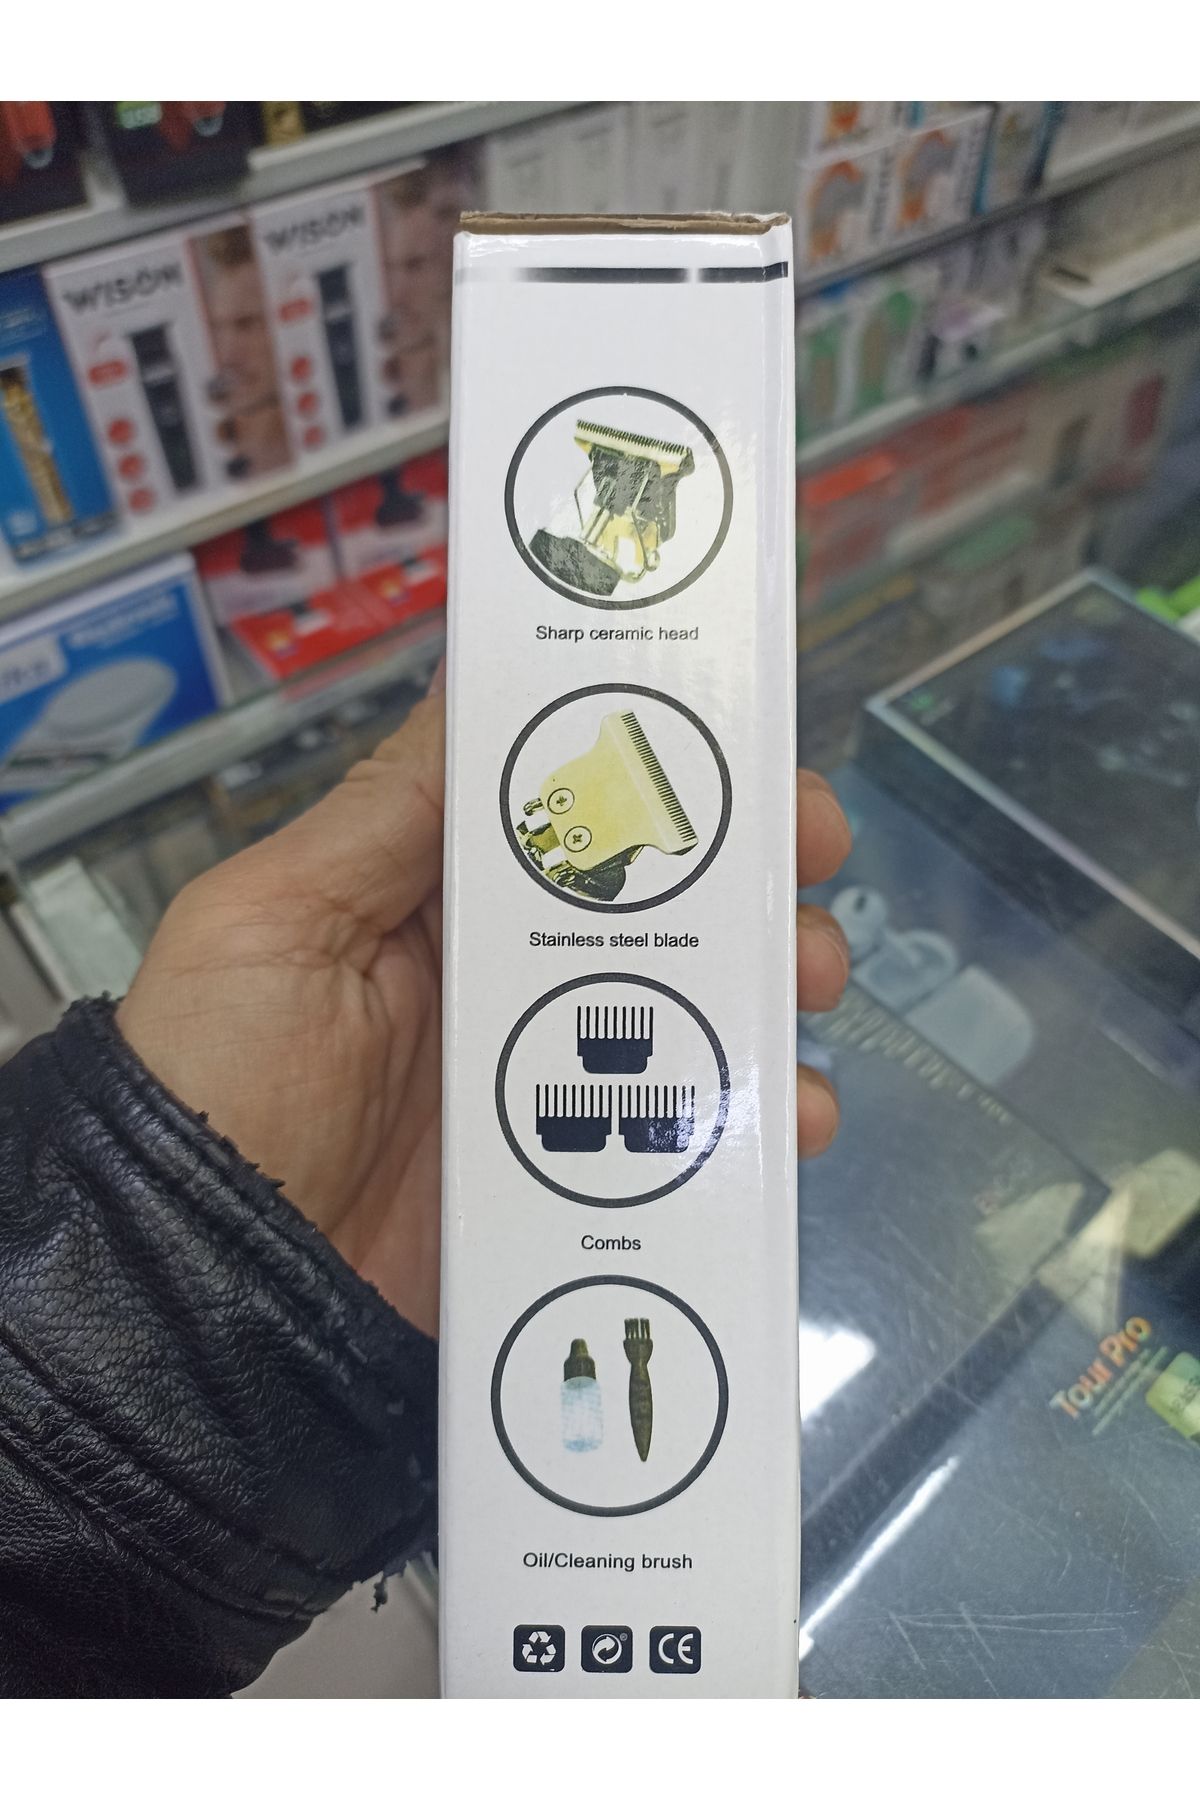 WISON
WISON
Sharp ceramic head
Stainless steel blade
Combs
Oil/Cleaning brush
CE
Tour Pro